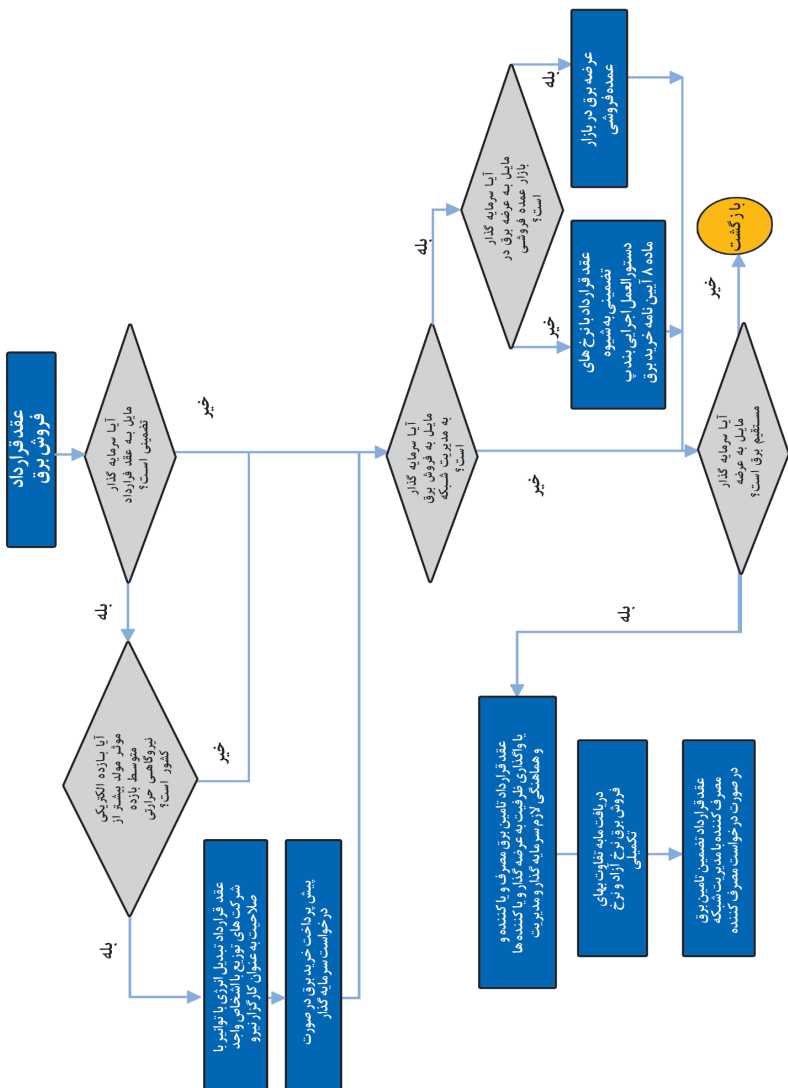 عقد قرارداد
فروش برق
آیا سرمایه گذار
مایل به عقد قرارداد
تضمینی است؟
خیر
بله
آیا بازده الکتریکی
موثر مولد بیشتر از
متوسط بازده
نیروگاهی حرارتی
کشور است؟
خیر
بله
عقد قرارداد تبدیل انرژی با توانیر یا
شرکت های توزیع با اشخاص واجد
صلاحیت به عنوان کارگزار نیرو
پیش پرداخت خرید برق در صورت
درخواست سرمایه گذار
آیا سرمایه گذار
مایل به فروش برق
به مدیریت شبکه
است؟
بله
خیر
آیا سرمایه گذار
مایل به عرضه برق در
بازار عمده فروشی
است؟
بله
خیر
عرضه برق در بازار
عمده فروشی
عقد قرارداد با نرخ های
تضمینی به شیوه
دستورالعمل اجرایی بند پ
ماده ۸ آیین نامه خرید برق
آیا سرمایه گذار
مایل به عرضه
مستقیم برق است؟
خیر
بازگشت
بله
عقد قرارداد تامین برق مصرف و یا کننده و
یا واگذاری ظرفیت به عرضه گذار و یا کننده ها
و هماهنگی لازم سرمایه گذار و مدیریت
دریافت مابه تفاوت بهای
فروش برق نرخ آزاد و نرخ
تکمیلی
عقد قرارداد تضمین تامین برق
مصرف کننده با مدیریت شبکه
در صورت درخواست مصرف کننده